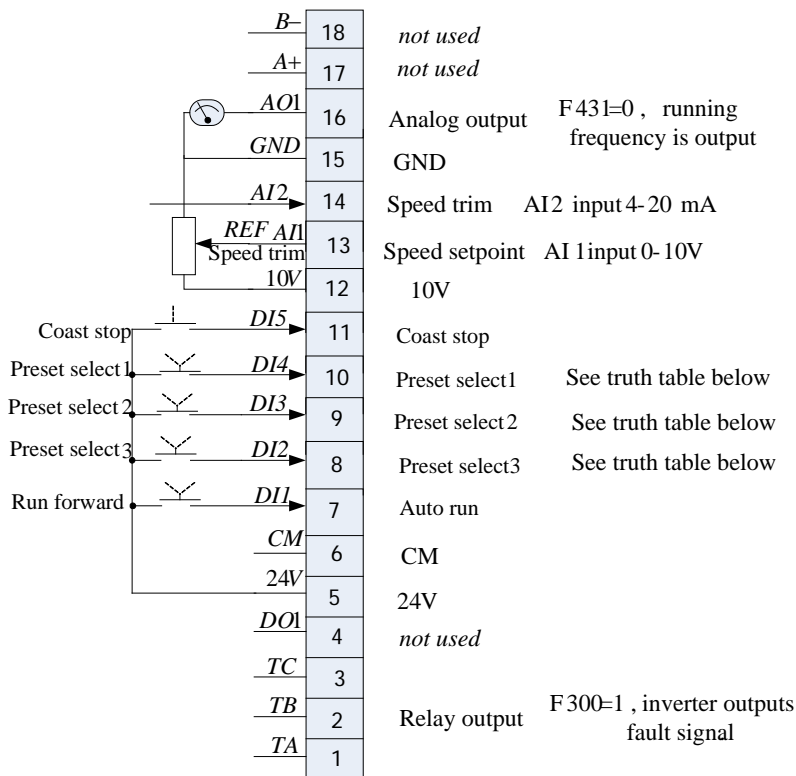 B– 18 not used
A+ 17 not used
AO1 16 Analog output F431=0 , running
frequency is output
GND 15 GND
AI2 14 Speed trim AI2 input 4-20 mA
REF AI1 13 Speed setpoint AI 1input 0-10V
Speed trim
10V 12 10V
Coast stop DI5 11 Coast stop
Preset select1 DI4 10 Preset select1 See truth table below
Preset select2 DI3 9 Preset select2 See truth table below
Preset select3 DI2 8 Preset select3 See truth table below
Run forward DI1 7 Auto run
CM 6 CM
24V 5 24V
DO1 4 not used
TC 3
TB 2 Relay output F300=1 , inverter outputs
fault signal
TA 1